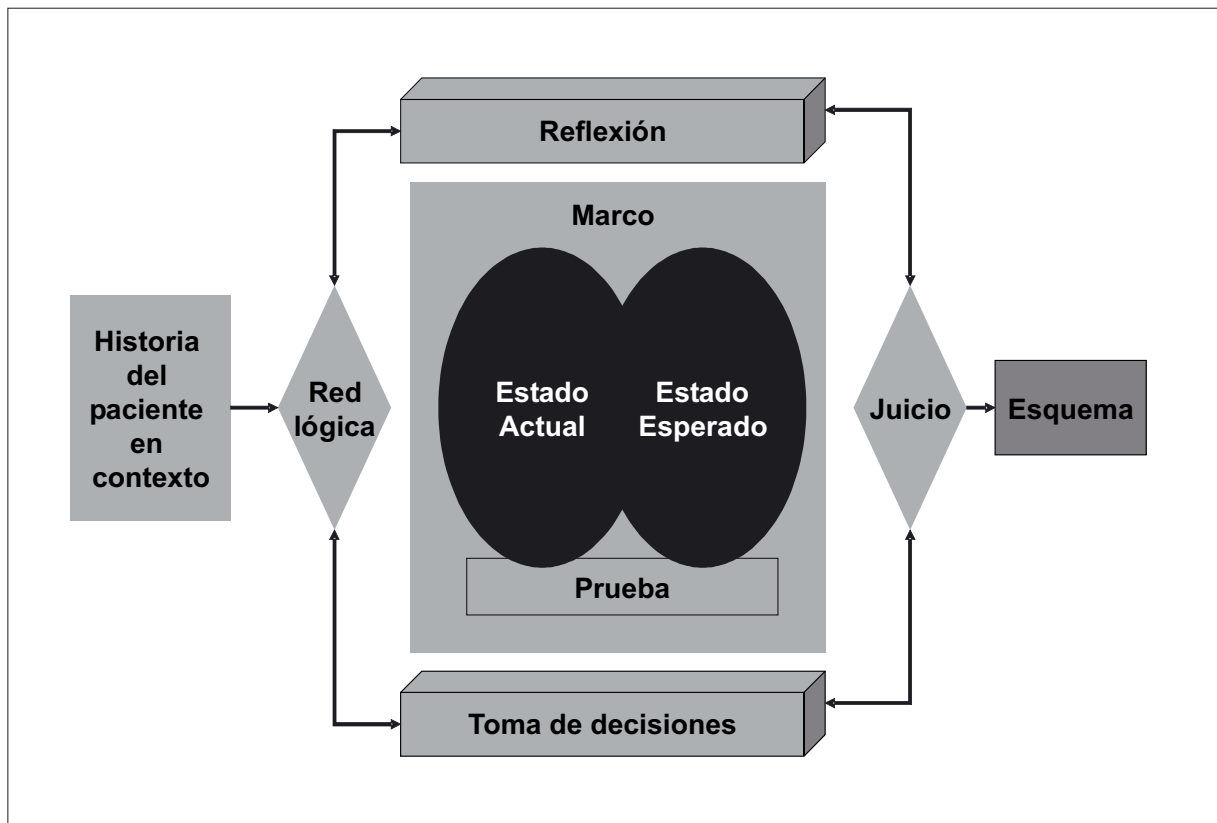 Reflexión
Marco
Historia
del
paciente
en
contexto
Red
lógica
Estado
Actual
Estado
Esperado
Juicio
Esquema
Prueba
Toma de decisiones